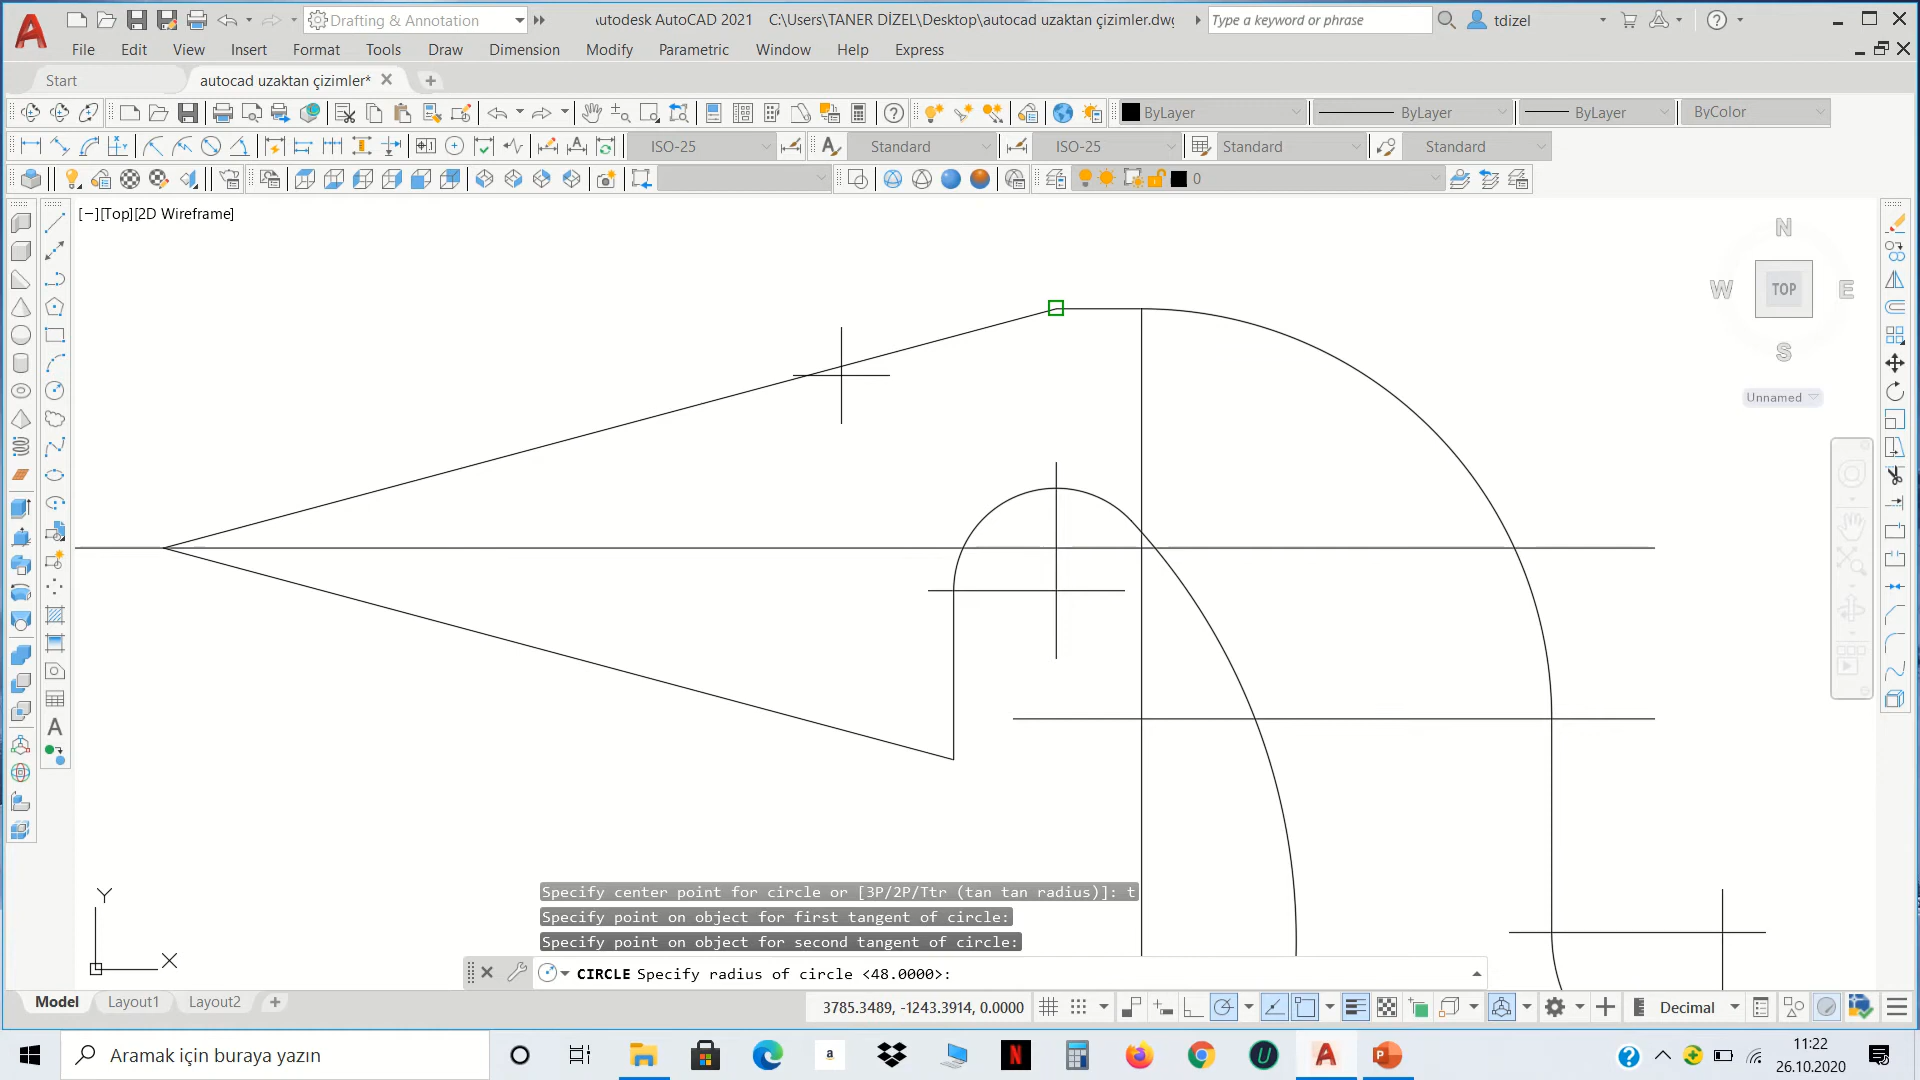 Drafting & Annotation
utodesk AutoCAD 2021 C:\Users\TANER DİZEL\Desktop\autocad uzaktan çizimler.dwg
Type a keyword or phrase
tdizel
File Edit View Insert Format Tools Draw Dimension Modify Parametric Window Help Express
Start
autocad uzaktan çizimler*
ByLayer ByLayer ByLayer ByColor
ISO-25 Standard ISO-25 Standard Standard
0
[−][Top][2D Wireframe]
N
W TOP E
S
Unnamed
A
Y
X
Specify center point for circle or [3P/2P/Ttr (tan tan radius)]: t
Specify point on object for first tangent of circle:
Specify point on object for second tangent of circle:
CIRCLE Specify radius of circle <48.0000>:
Model Layout1 Layout2
3785.3489, -1243.3914, 0.0000
Decimal
Aramak için buraya yazın
11:22
26.10.2020